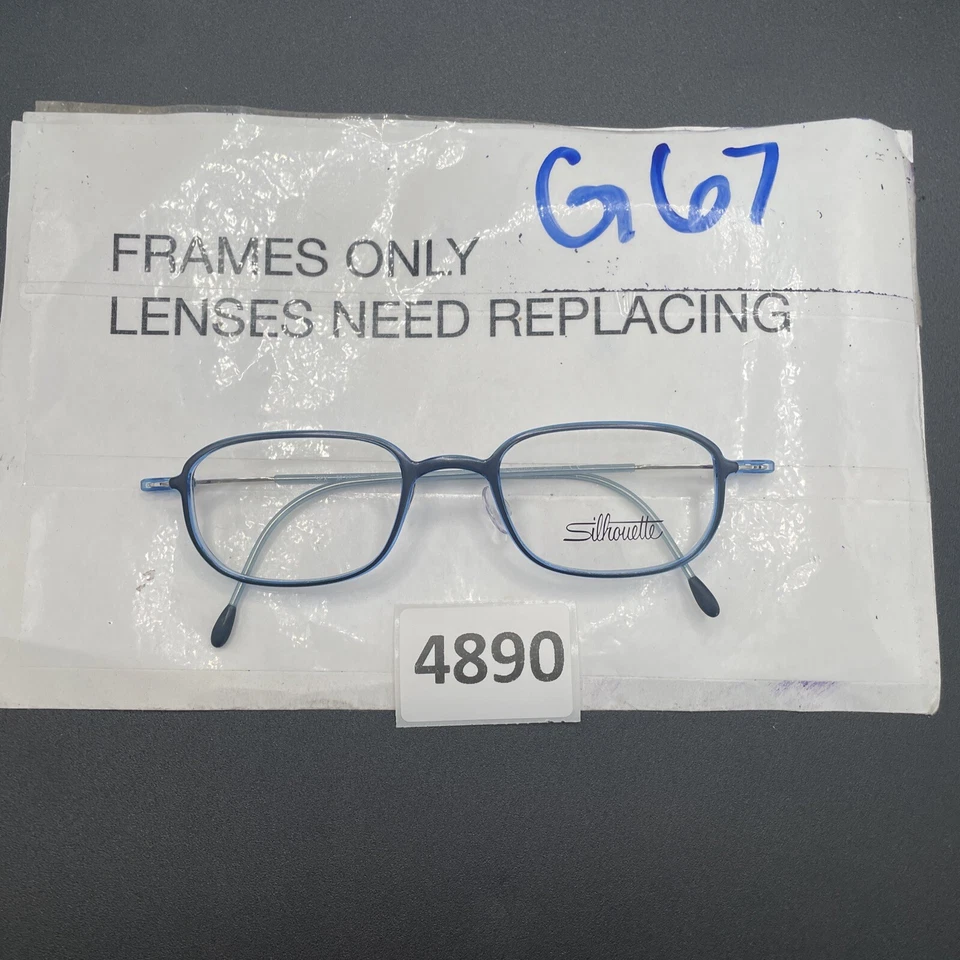 G67
FRAMES ONLY
LENSES NEED REPLACING
Silhouette
4890